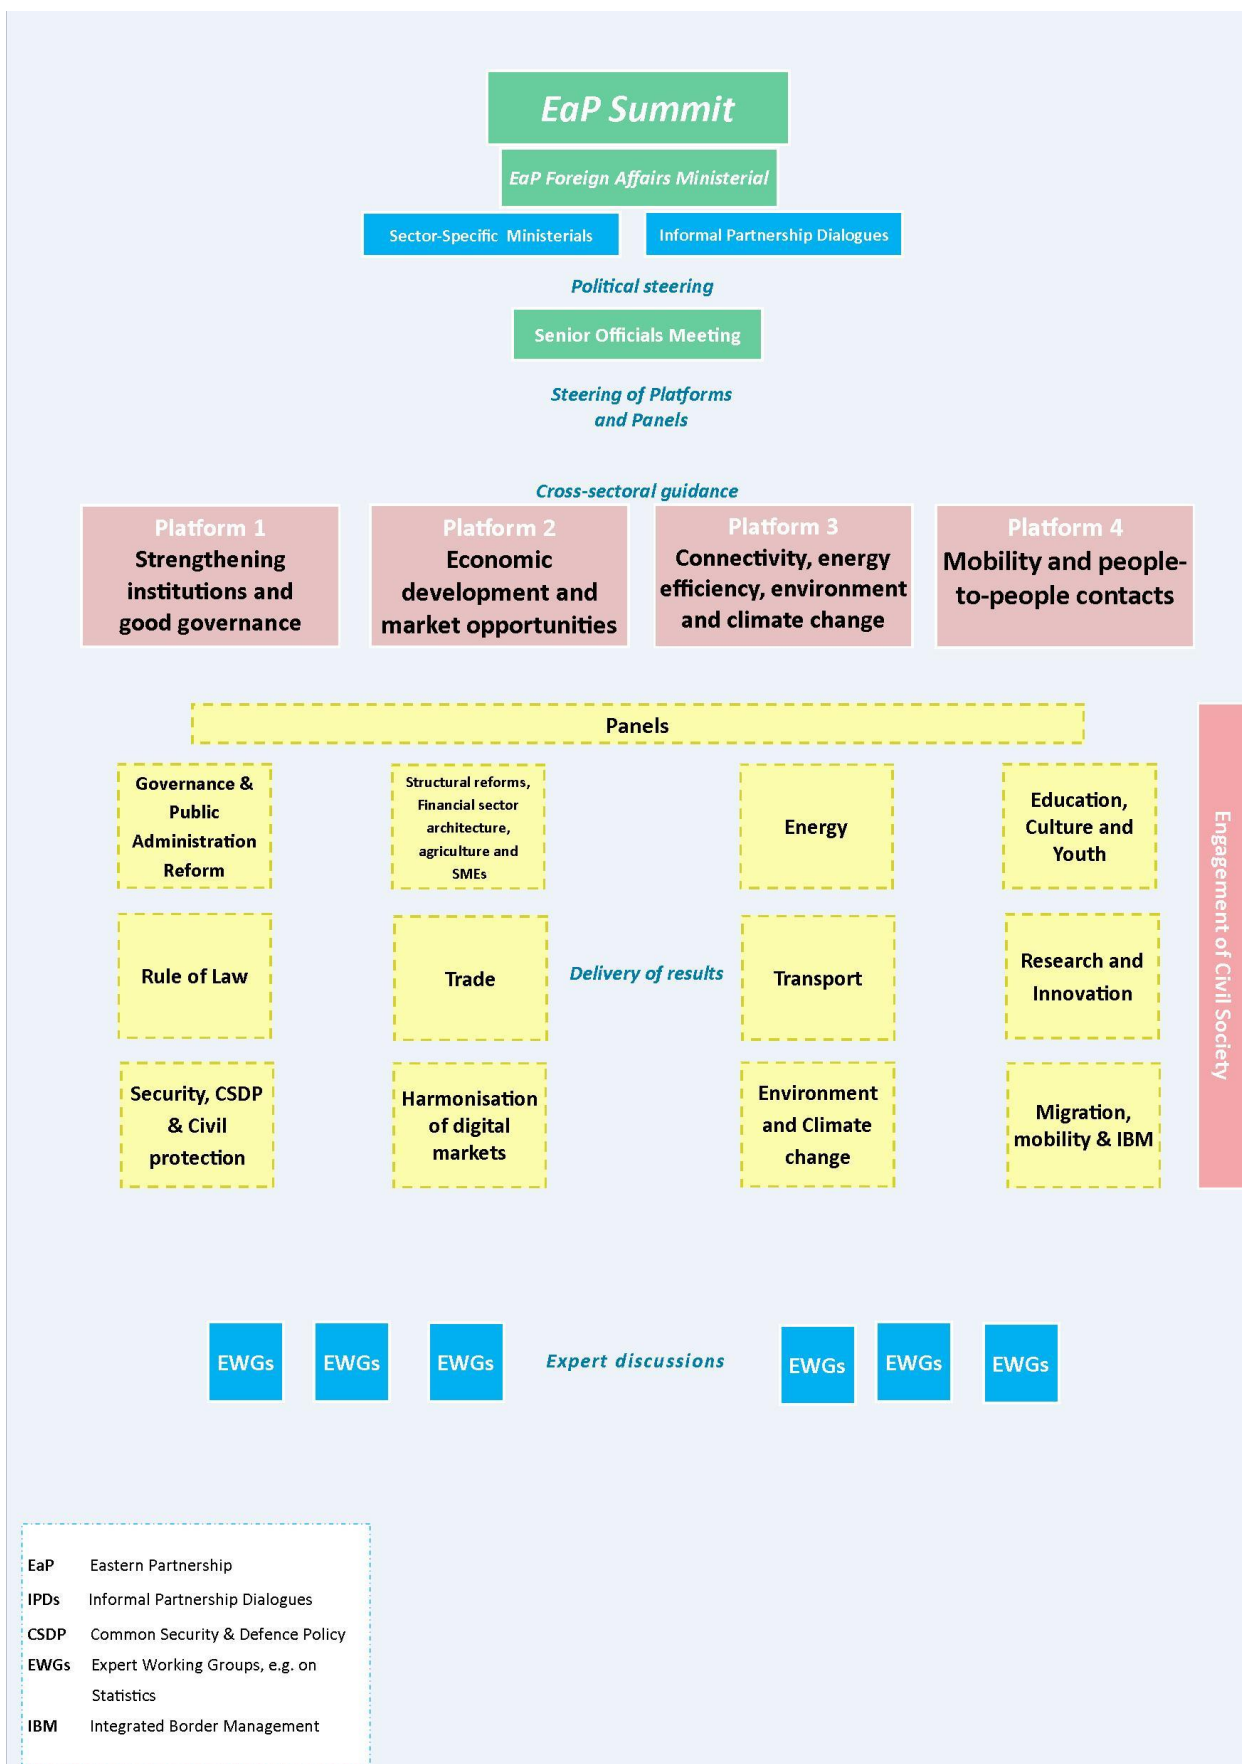 EaP Summit
EaP Foreign Affairs Ministerial
Sector-Specific Ministerials
Informal Partnership Dialogues
Political steering
Senior Officials Meeting
Steering of Platforms
and Panels
Cross-sectoral guidance
Platform 1
Strengthening
institutions and
good governance
Platform 2
Economic
development and
market opportunities
Platform 3
Connectivity, energy
efficiency, environment
and climate change
Platform 4
Mobility and people-
to-people contacts
Panels
Governance &
Public
Administration
Reform
Structural reforms,
Financial sector
architecture,
agriculture and
SMEs
Energy
Education,
Culture and
Youth
Rule of Law
Trade
Delivery of results
Transport
Research and
Innovation
Security, CSDP
& Civil
protection
Harmonisation
of digital
markets
Environment
and Climate
change
Migration,
mobility & IBM
Engagement of Civil Society
EWGs
EWGs
EWGs
Expert discussions
EWGs
EWGs
EWGs
EaP Eastern Partnership
IPDs Informal Partnership Dialogues
CSDP Common Security & Defence Policy
EWGs Expert Working Groups, e.g. on
Statistics
IBM Integrated Border Management